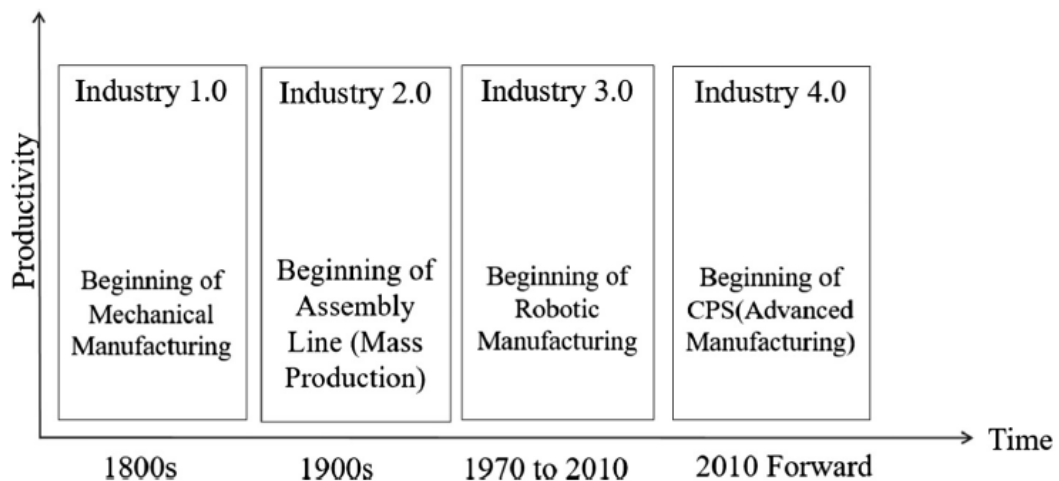 Productivity
Industry 1.0
Beginning of
Mechanical
Manufacturing
Industry 2.0
Beginning of
Assembly
Line (Mass
Production)
Industry 3.0
Beginning of
Robotic
Manufacturing
Industry 4.0
Beginning of
CPS(Advanced
Manufacturing)
Time
1800s
1900s
1970 to 2010
2010 Forward